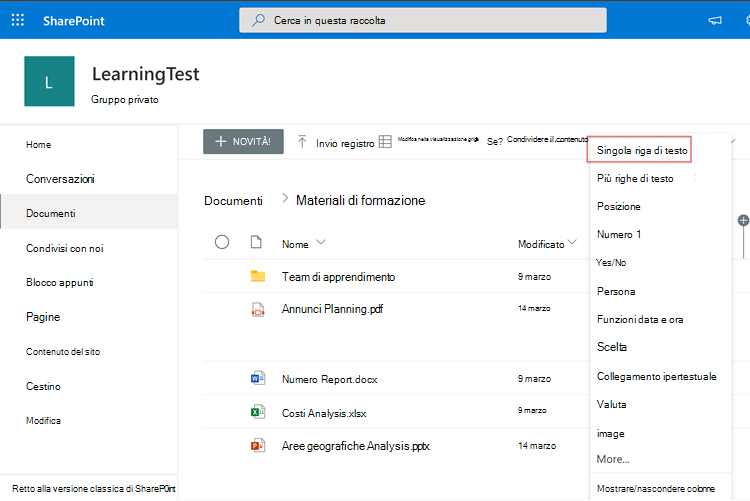 SharePoint
Cerca in questa raccolta
L
LearningTest
Gruppo privato
Home
Conversazioni
Documenti
Condivisi con noi
Blocco appunti
Pagine
Contenuto del sito
Cestino
Modifica
Retto alla versione classica di SharePOint
+ NOVITÀ!
Invio registro
Modifica nella visualizzazione griglia
Se?
Condividere il contenuto
Documenti > Materiali di formazione
Nome
Modificato
Team di apprendimento
9 marzo
Annunci Planning.pdf
14 marzo
Numero Report.docx
9 marzo
Costi Analysis.xlsx
9 marzo
Aree geografiche Analysis.pptx
14 marzo
Singola riga di testo
Più righe di testo
Posizione
Numero 1
Yes/No
Persona
Funzioni data e ora
Scelta
Collegamento ipertestuale
Valuta
image
More...
Mostrare/nascondere colonne